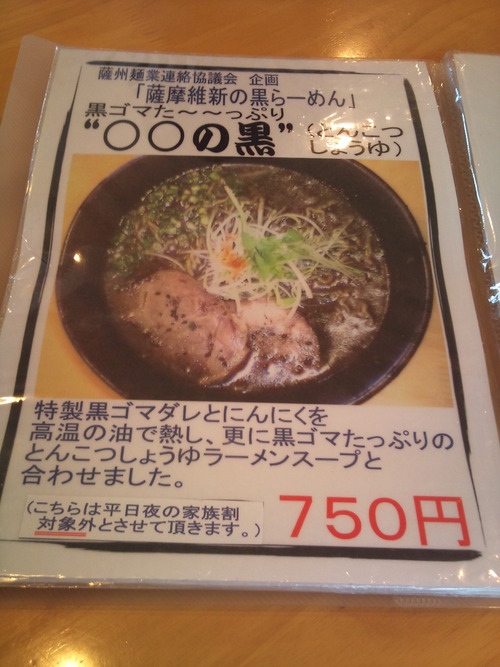 薩州麺業連絡協議会 企画
「薩摩維新の黒らーめん」
黒ゴマた～～っぷり
“〇〇の黒” (とんこつしょうゆ)
特製黒ゴマダレとにんにくを
高温の油で熱し、更に黒ゴマたっぷりの
とんこつしょうゆラーメンスープと
合わせました。
(こちらは平日夜の家族割
対象外とさせて頂きます。)
750円